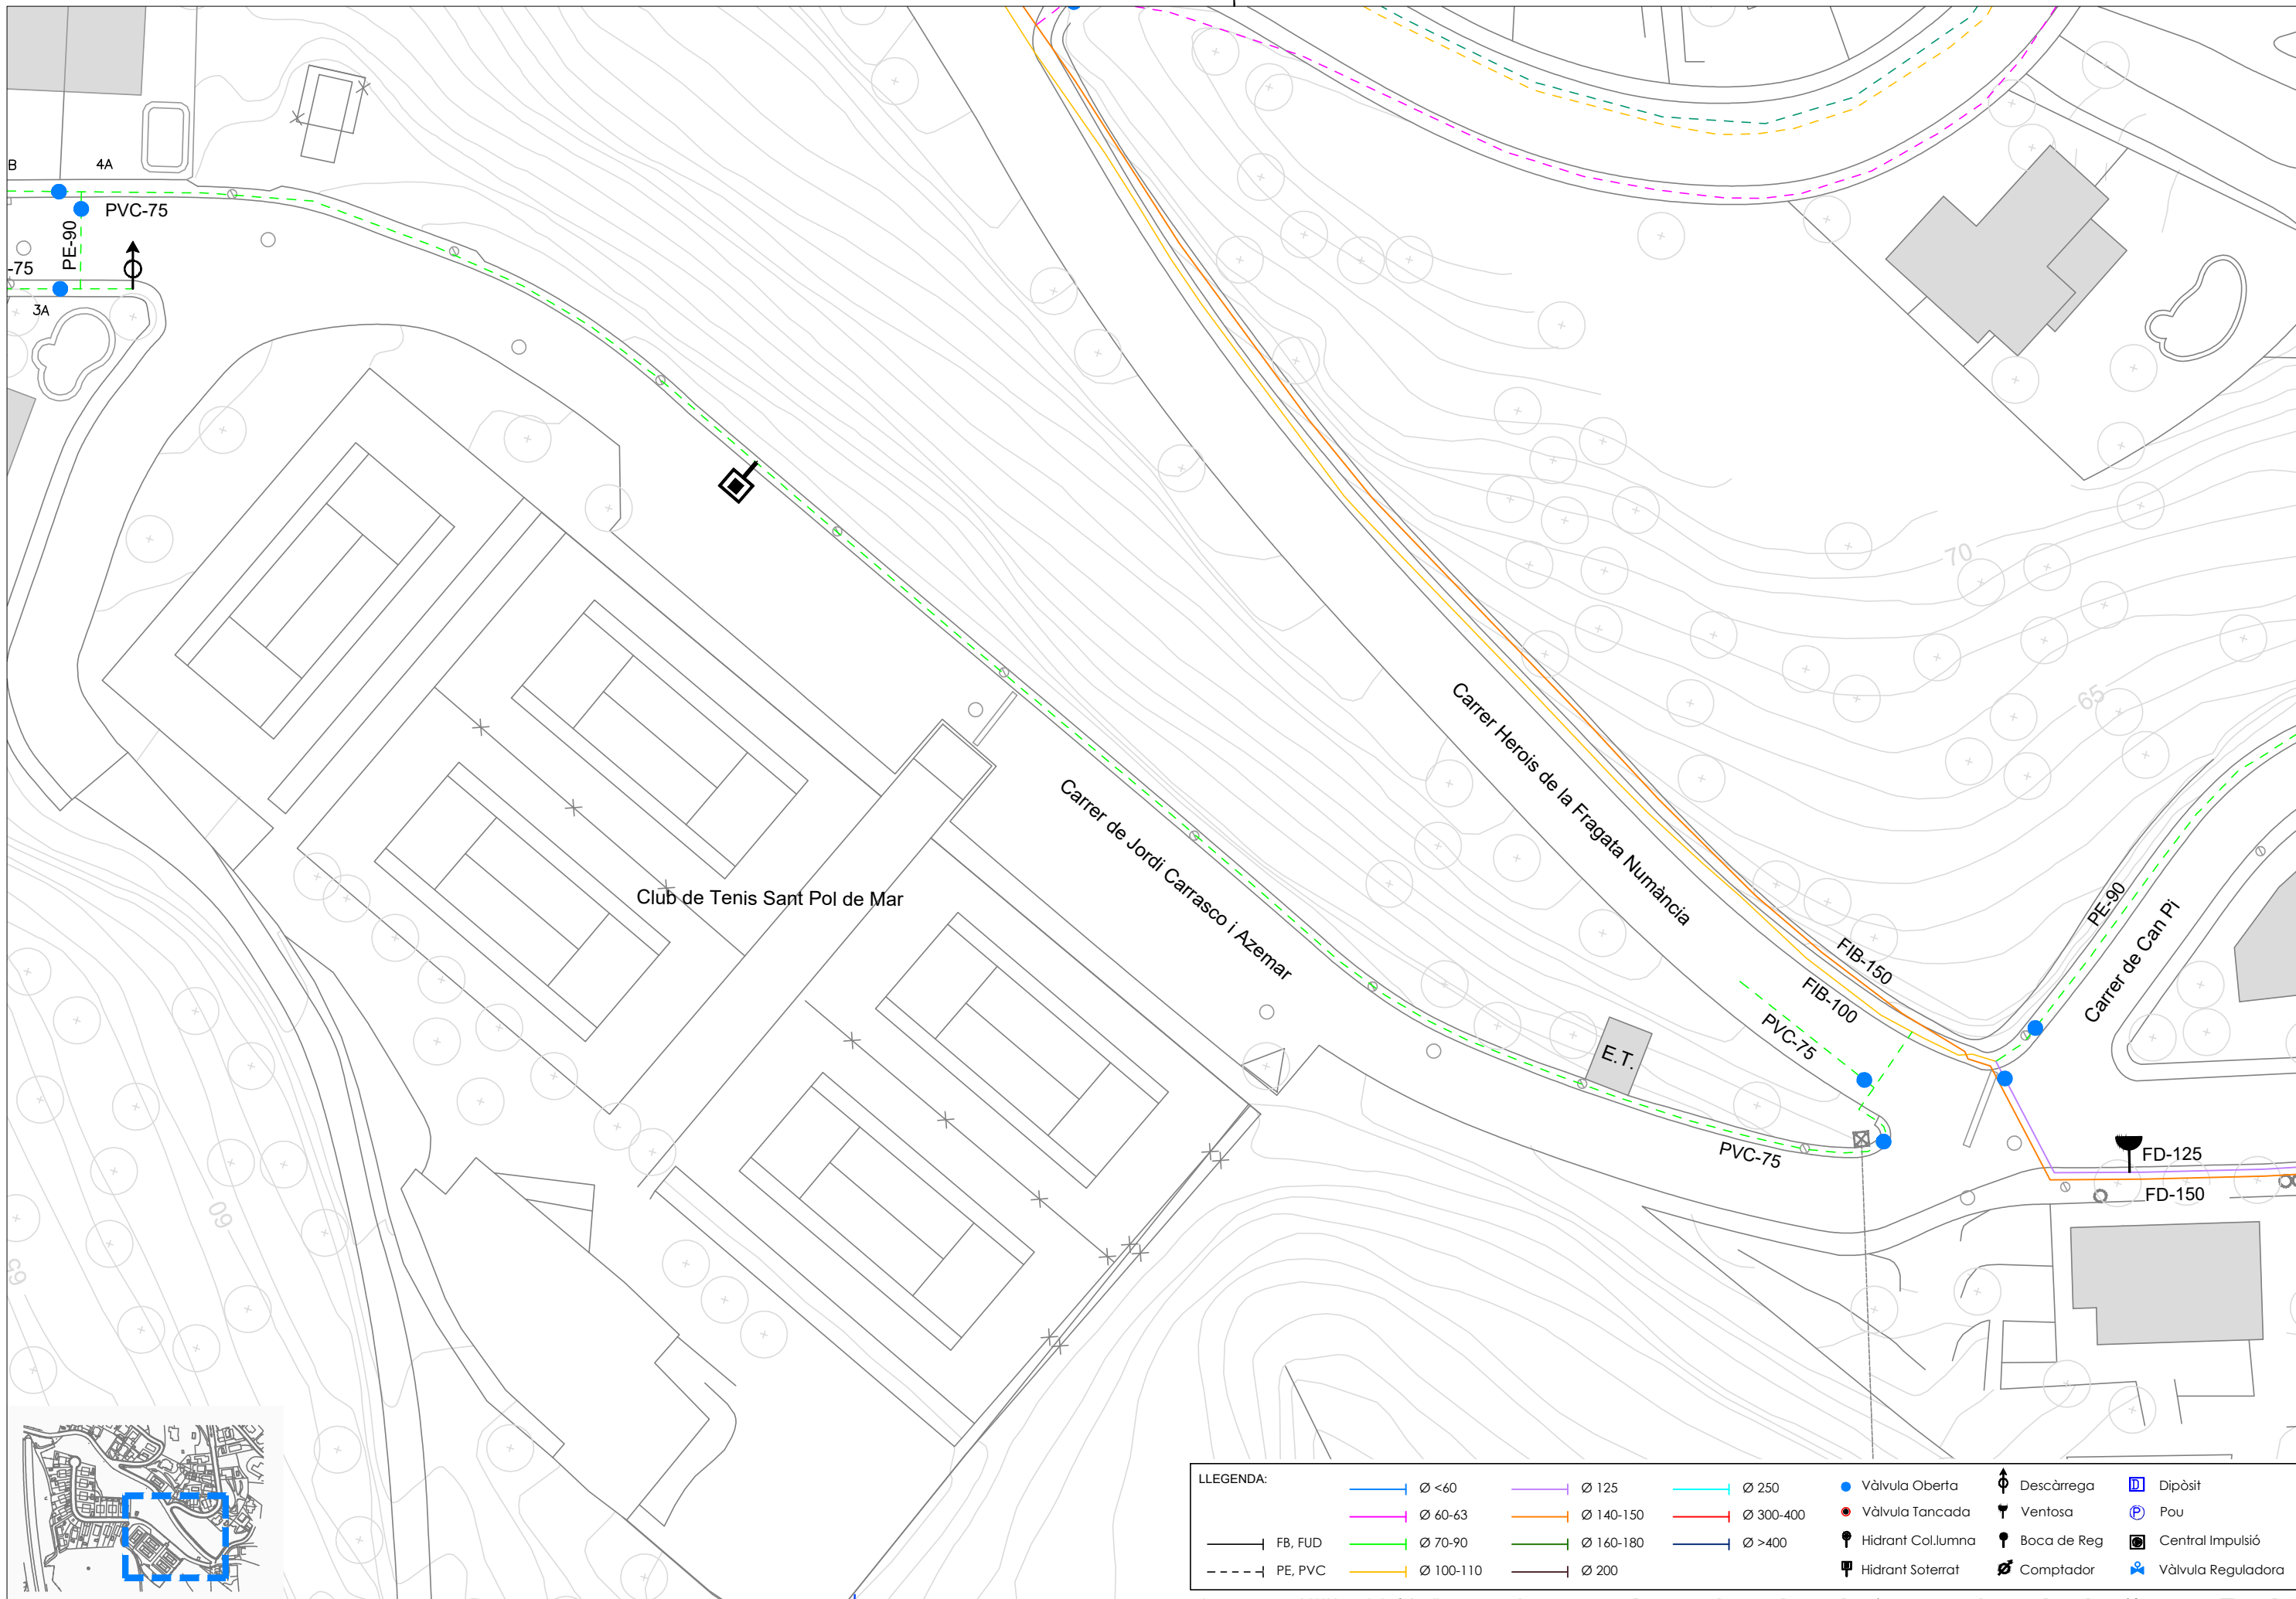 B
4A
PVC-75
PE-90
-75
3A
70
65
Carrer Herois de la Fragata Numància
Carrer de Jordi Carrasco i Azemar
Club de Tenis Sant Pol de Mar
PE-90
Carrer de Can Pi
FIB-150
FIB-100
PVC-75
E.T.
PVC-75
FD-125
FD-150
60
65
LLEGENDA:
FB, FUD
PE, PVC
Ø <60
Ø 60-63
Ø 70-90
Ø 100-110
Ø 125
Ø 140-150
Ø 160-180
Ø 200
Ø 250
Ø 300-400
Ø >400
Vàlvula Oberta
Vàlvula Tancada
Hidrant Col.lumna
Hidrant Soterrat
Descàrrega
Ventosa
Boca de Reg
Comptador
D Dipòsit
P Pou
Central Impulsió
Vàlvula Reguladora